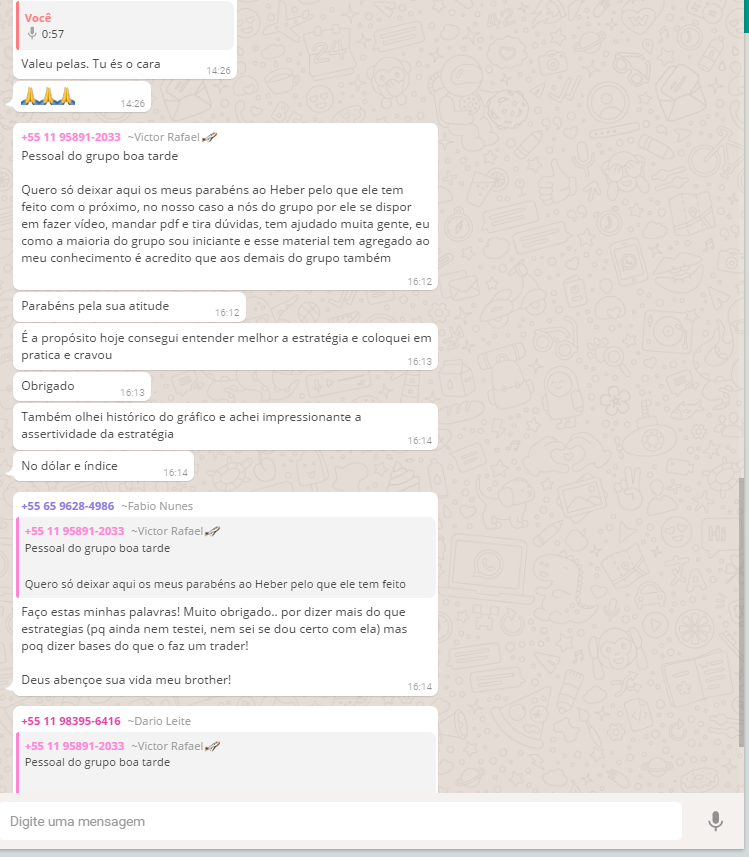 Você
0:57
Valeu pelas. Tu és o cara
14:26
🙏🙏🙏
14:26
+55 11 95891-2033 ~Victor Rafael
Pessoal do grupo boa tarde
Quero só deixar aqui os meus parabéns ao Heber pelo que ele tem
feito com o próximo, no nosso caso a nós do grupo por ele se dispor
em fazer vídeo, mandar pdf e tira dúvidas, tem ajudado muita gente, eu
como a maioria do grupo sou iniciante e esse material tem agregado ao
meu conhecimento é acredito que aos demais do grupo também
16:12
Parabéns pela sua atitude
16:12
É a propósito hoje consegui entender melhor a estratégia e coloquei em
pratica e cravou
16:13
Obrigado
16:13
Também olhei histórico do gráfico e achei impressionante a
assertividade da estratégia
16:14
No dólar e índice
16:14
+55 65 9628-4986 ~Fabio Nunes
+55 11 95891-2033 ~Victor Rafael
Pessoal do grupo boa tarde
Quero só deixar aqui os meus parabéns ao Heber pelo que ele tem feito
Faço estas minhas palavras! Muito obrigado.. por dizer mais do que
estrategias (pq ainda nem testei, nem sei se dou certo com ela) mas
poq dizer bases do que o faz um trader!
Deus abençoe sua vida meu brother!
16:14
+55 11 98395-6416 ~Dario Leite
+55 11 95891-2033 ~Victor Rafael
Pessoal do grupo boa tarde
Digite uma mensagem